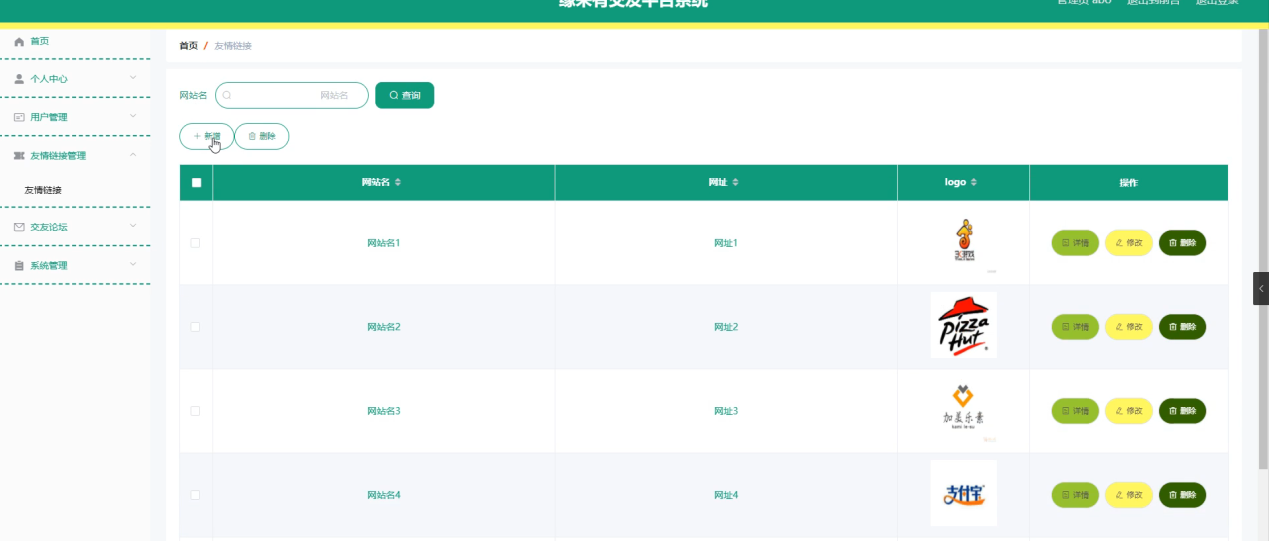 缘来有交友平台系统
管理员 abo 退出到前台 退出登录
首页
首页 / 友情链接
个人中心
网站名 网站名 查询
用户管理
新增 删除
友情链接管理
网站名 网址 logo 操作
友情链接
交友论坛
网站名1 网址1 详情 修改 删除
系统管理
网站名2 网址2 Pizza Hut 详情 修改 删除
网站名3 网址3 加美乐素 详情 修改 删除
网站名4 网址4 支付宝 详情 修改 删除